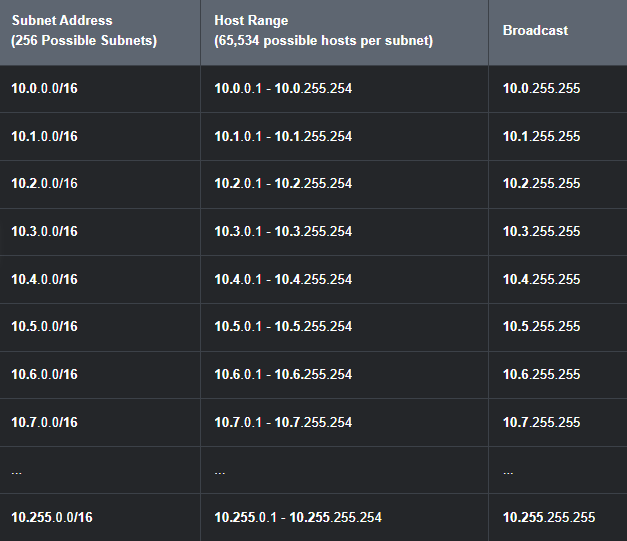 Subnet Address
(256 Possible Subnets)
Host Range
(65,534 possible hosts per subnet)
Broadcast
10.0.0.0/16 10.0.0.1 - 10.0.255.254 10.0.255.255
10.1.0.0/16 10.1.0.1 - 10.1.255.254 10.1.255.255
10.2.0.0/16 10.2.0.1 - 10.2.255.254 10.2.255.255
10.3.0.0/16 10.3.0.1 - 10.3.255.254 10.3.255.255
10.4.0.0/16 10.4.0.1 - 10.4.255.254 10.4.255.255
10.5.0.0/16 10.5.0.1 - 10.5.255.254 10.5.255.255
10.6.0.0/16 10.6.0.1 - 10.6.255.254 10.6.255.255
10.7.0.0/16 10.7.0.1 - 10.7.255.254 10.7.255.255
... ... ...
10.255.0.0/16 10.255.0.1 - 10.255.255.254 10.255.255.255